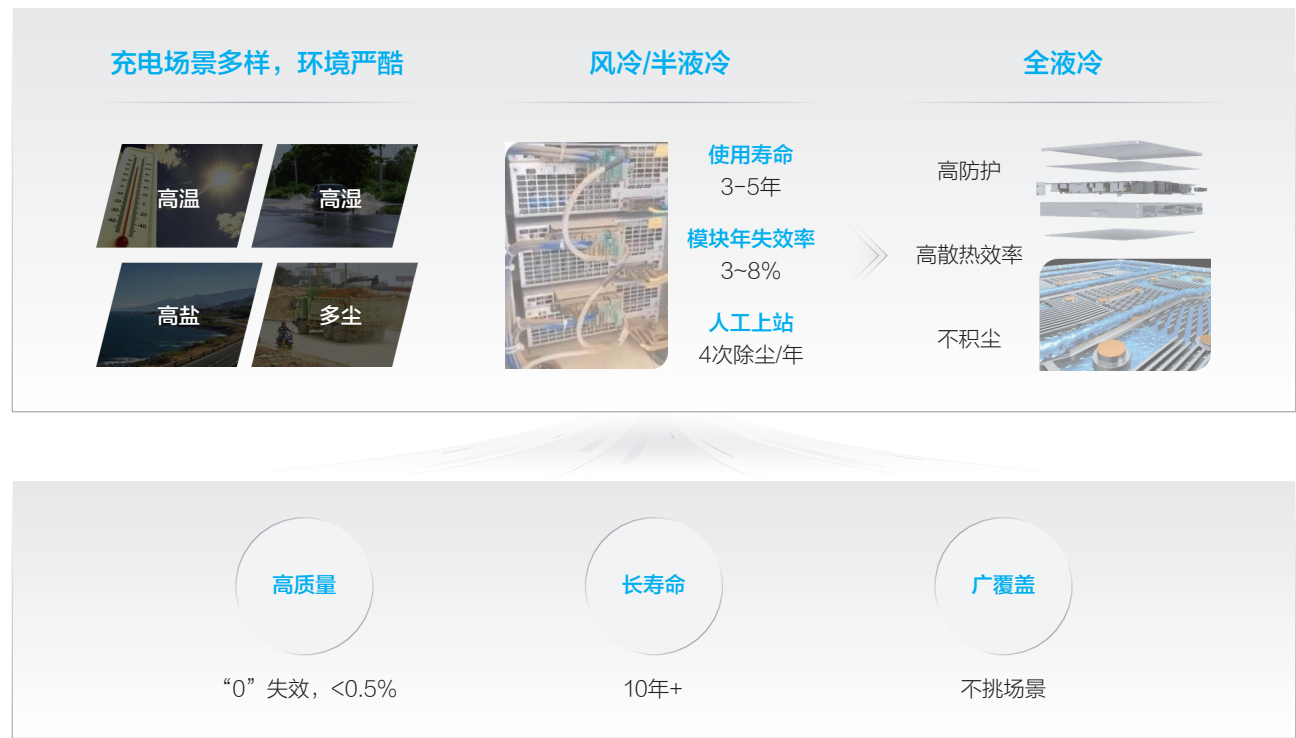 充电场景多样，环境严酷
高温
高湿
高盐
多尘
风冷/半液冷
使用寿命
3-5年
模块年失效率
3~8%
人工上站
4次除尘/年
全液冷
高防护
高散热效率
不积尘
高质量
“0”失效，<0.5%
长寿命
10年+
广覆盖
不挑场景